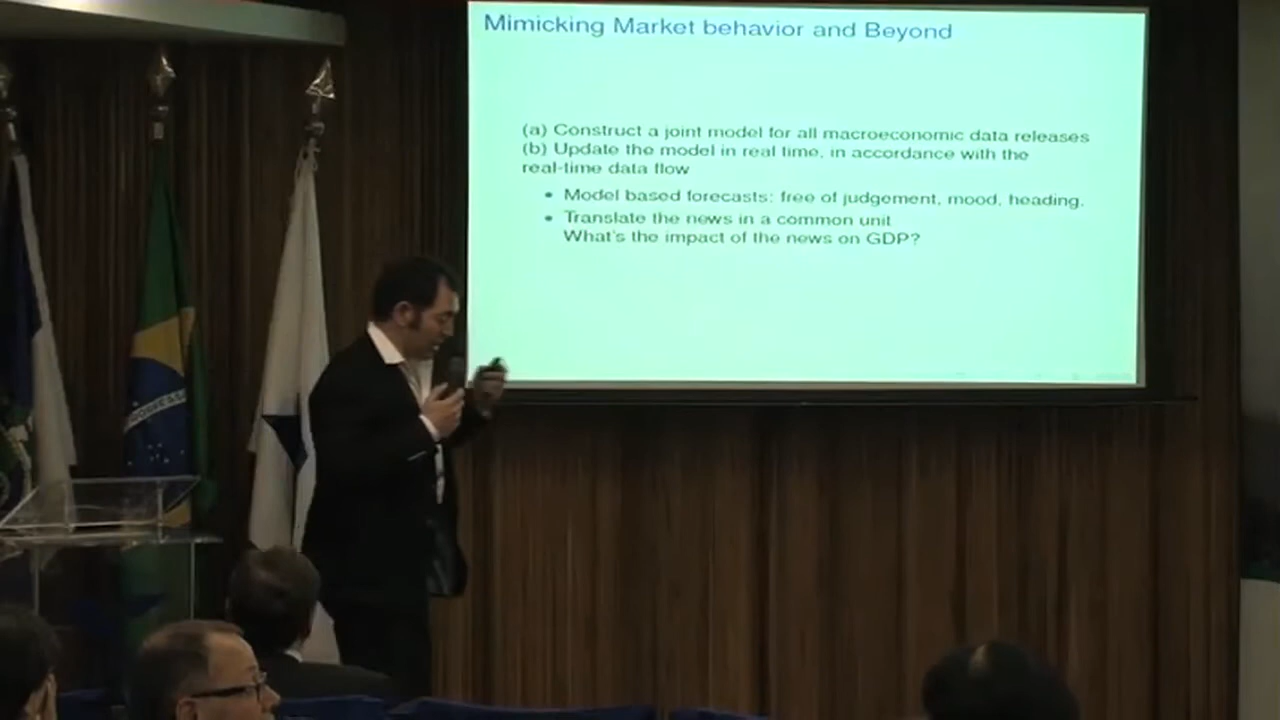 Mimicking Market behavior and Beyond
(a) Construct a joint model for all macroeconomic data releases
(b) Update the model in real time, in accordance with the
real-time data flow
• Model based forecasts: free of judgement, mood, heading.
• Translate the news in a common unit
What's the impact of the news on GDP?